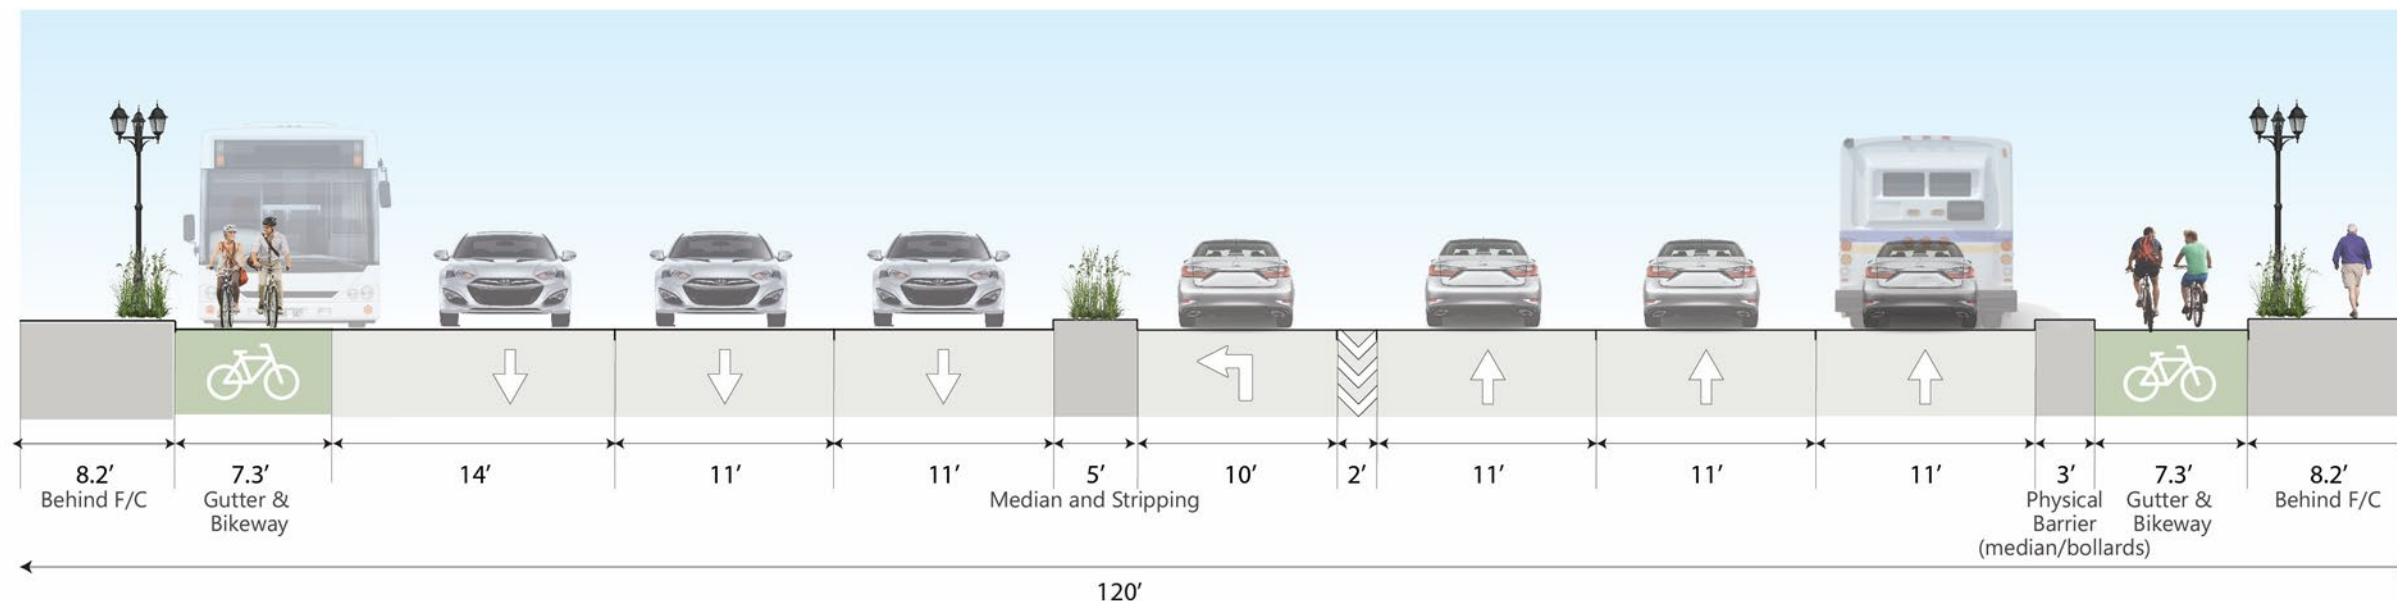 8.2′ 7.3′ 14′ 11′ 11′ 5′ 10′ 2′ 11′ 11′ 11′ 3′ 7.3′ 8.2′
Behind F/C Gutter & Median and Stripping Physical Gutter & Behind F/C
Bikeway Barrier Bikeway
(median/bollards)
120′